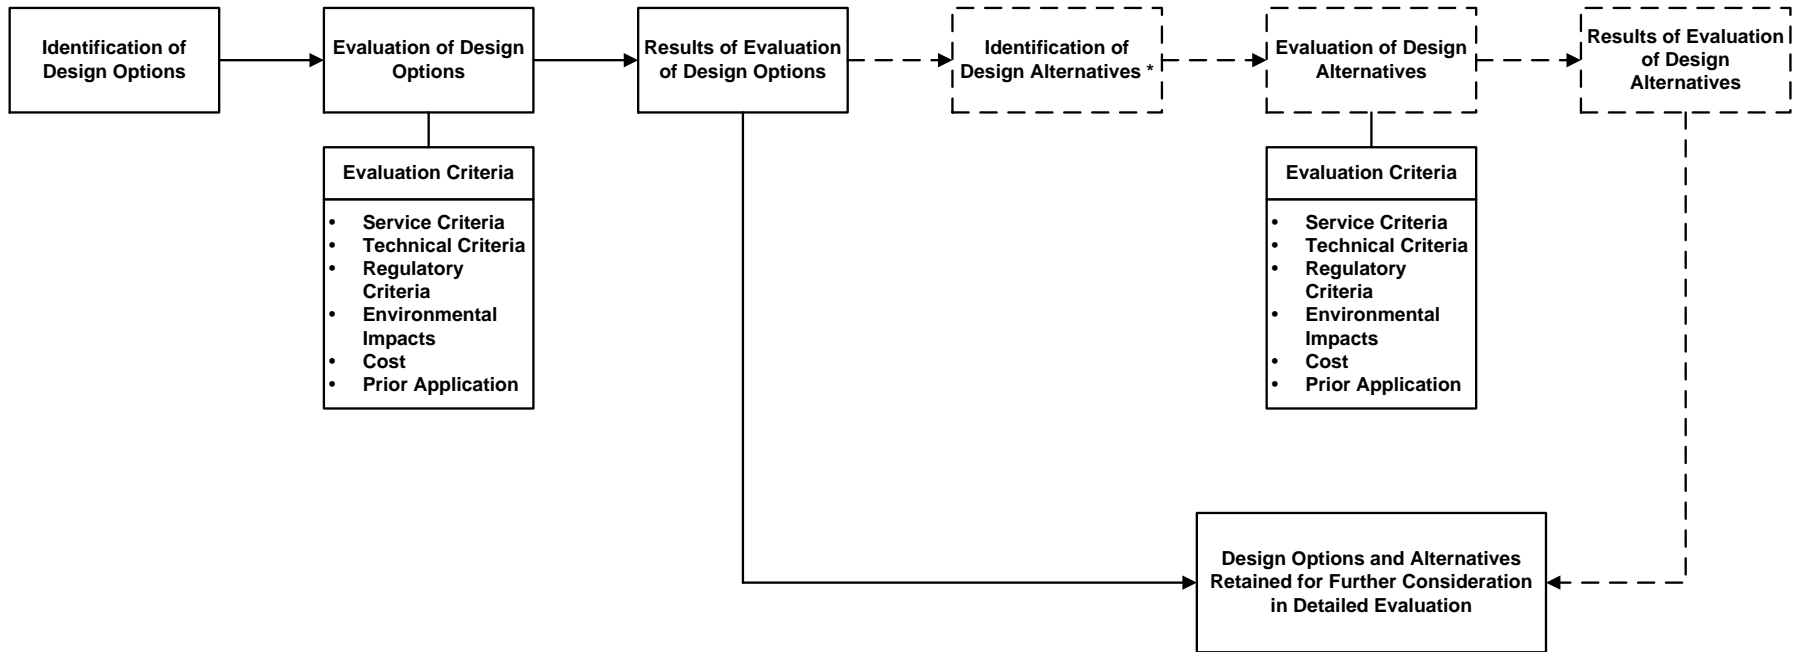 Identification of
Design Options
Evaluation of Design
Options
Results of Evaluation
of Design Options
Identification of
Design Alternatives *
Evaluation of Design
Alternatives
Results of Evaluation
of Design
Alternatives
Evaluation Criteria
• Service Criteria
• Technical Criteria
• Regulatory
Criteria
• Environmental
Impacts
• Cost
• Prior Application
Evaluation Criteria
• Service Criteria
• Technical Criteria
• Regulatory
Criteria
• Environmental
Impacts
• Cost
• Prior Application
Design Options and Alternatives
Retained for Further Consideration
in Detailed Evaluation